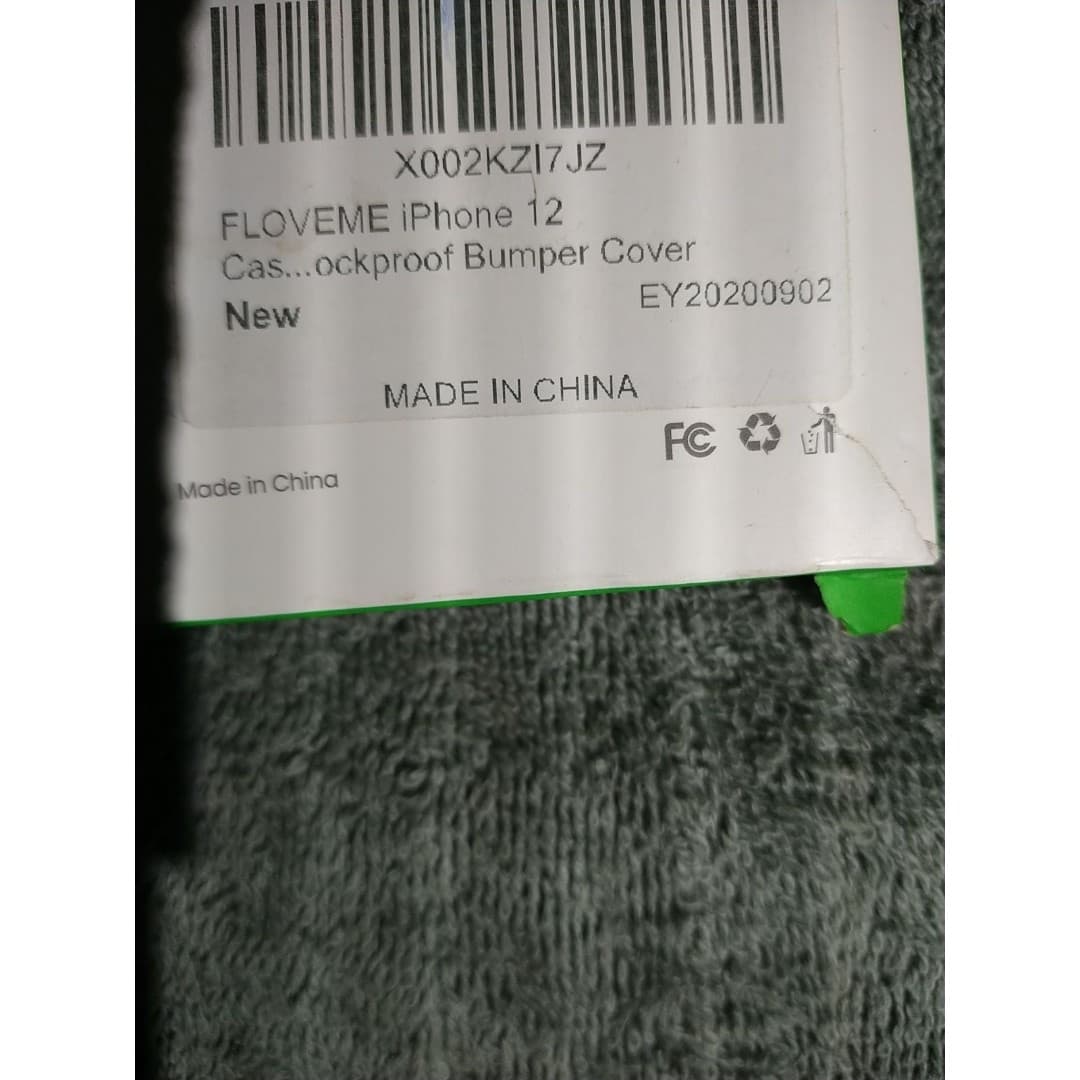 X002KZI7JZ
FLOVEME iPhone 12
Cas...ockproof Bumper Cover
New
EY20200902
MADE IN CHINA
FC
Made in China